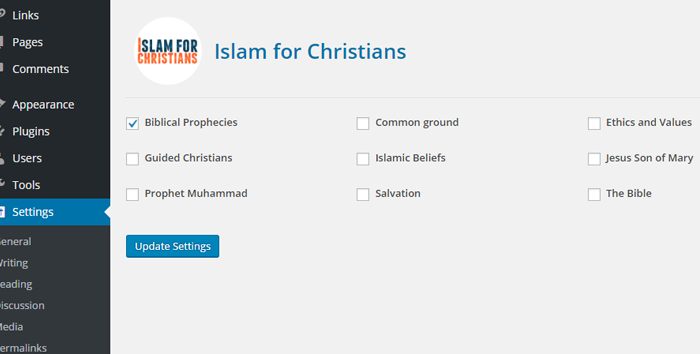 Links
Pages
Comments
Appearance
Plugins
Users
Tools
Settings
eneral
riting
eading
iscussion
Media
ermalinks
ISLAM FOR
CHRISTIANS
Islam for Christians
Biblical Prophecies
Common ground
Ethics and Values
Guided Christians
Islamic Beliefs
Jesus Son of Mary
Prophet Muhammad
Salvation
The Bible
Update Settings